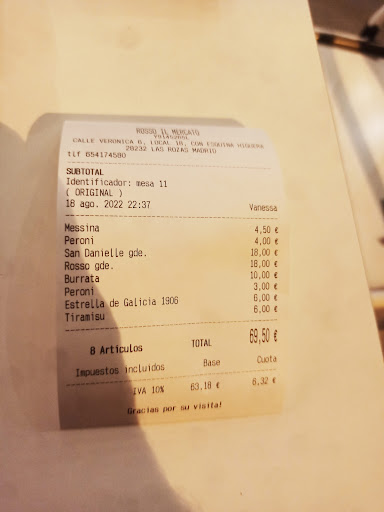 ROSSO IL MERCATO
CALLE VERONICA 6, LOCAL 18, CON ESQUINA HIGUERA
28232 LAS ROZAS MADRID
tlf 654174580
SUBTOTAL
Identificador: mesa 11
( ORIGINAL )
18 ago. 2022 22:37 Vanessa
Messina 4,50 €
Peroni 4,00 €
San Danielle gde. 18,00 €
Rosso gde. 18,00 €
Burrata 10,00 €
Peroni 3,00 €
Estrella de Galicia 1906 6,00 €
Tiramisu 6,00 €
8 Artículos TOTAL 69,50 €
Impuestos incluidos Base Cuota
IVA 10% 63,18 € 6,32 €
Gracias por su visita!